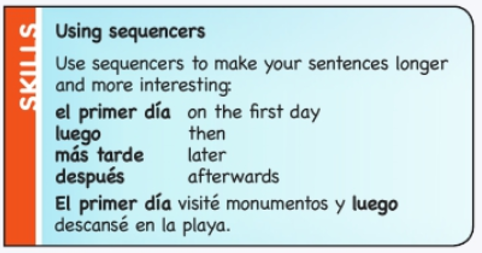 SKILLS
Using sequencers
Use sequencers to make your sentences longer
and more interesting:
el primer día on the first day
luego then
más tarde later
después afterwards
El primer día visité monumentos y luego
descansé en la playa.